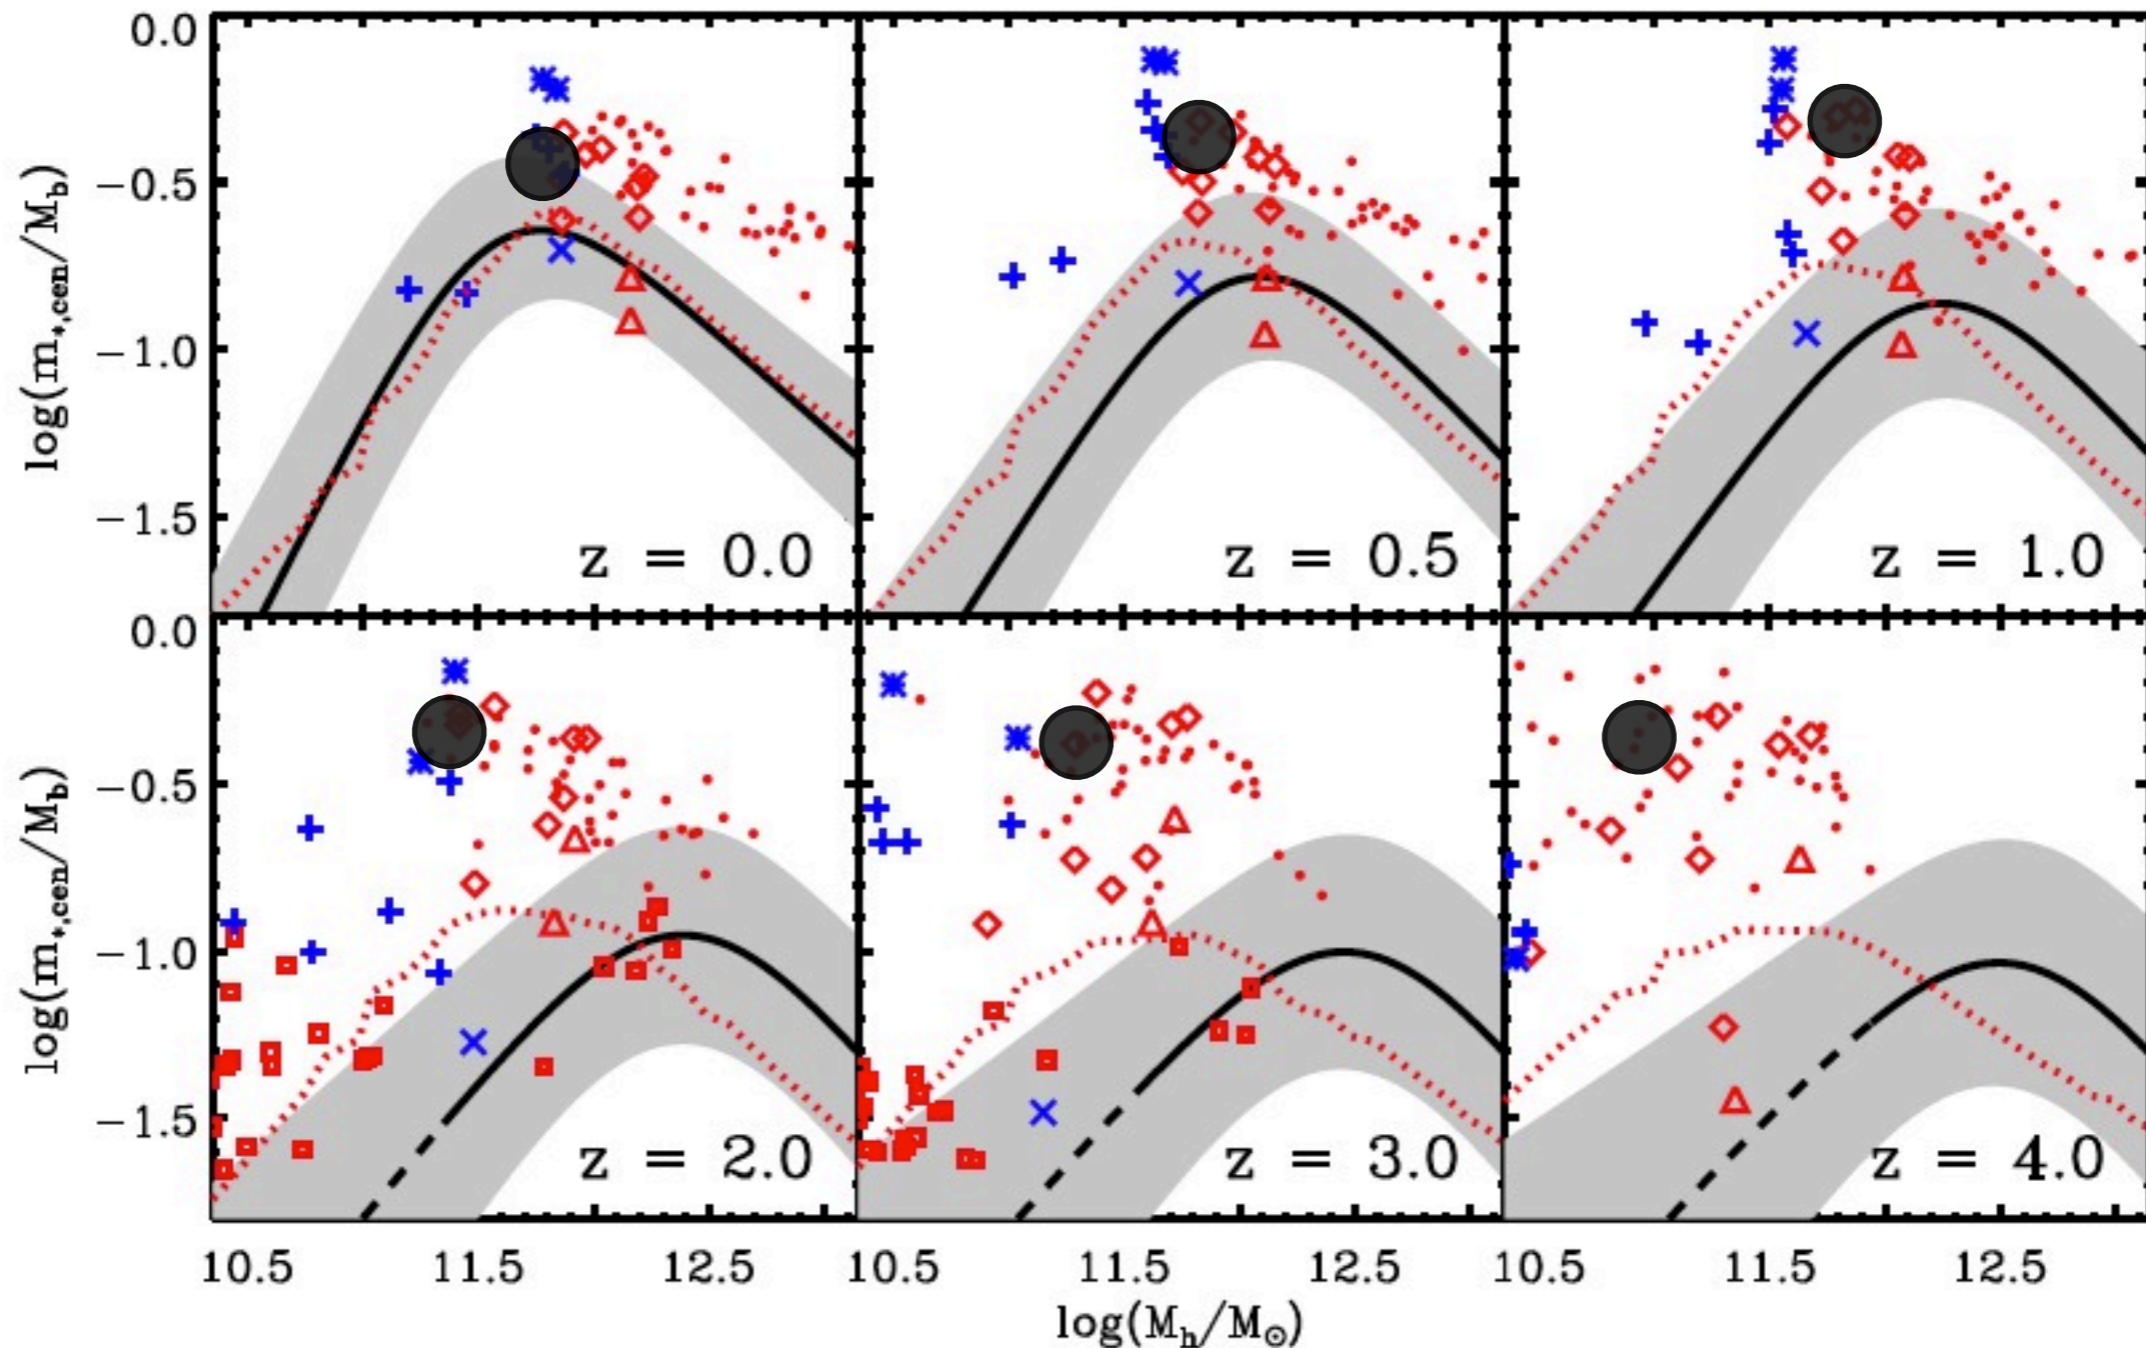 0.0
−0.5
−1.0
−1.5
log(m*,cen/Mb)
z = 0.0
z = 0.5
z = 1.0
0.0
−0.5
−1.0
−1.5
log(m*,cen/Mb)
z = 2.0
z = 3.0
z = 4.0
10.5 11.5 12.5 10.5 11.5 12.5 10.5 11.5 12.5
log(Mh/M⊙)